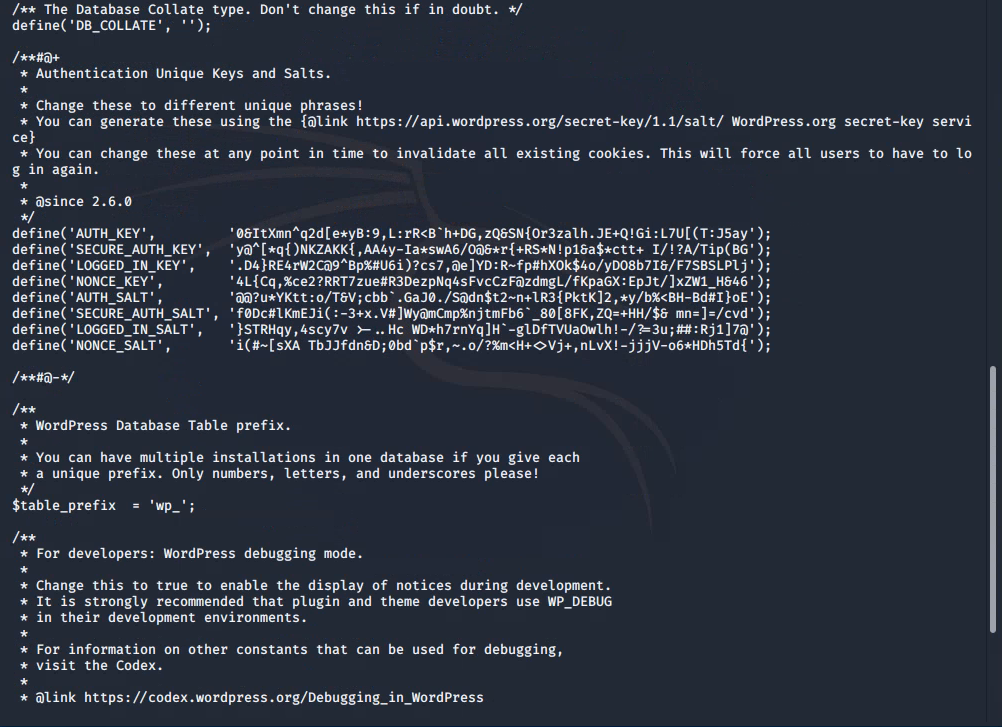 /** The Database Collate type. Don't change this if in doubt. */
define('DB_COLLATE', '');
/**#@+
* Authentication Unique Keys and Salts.
*
* Change these to different unique phrases!
* You can generate these using the {@link https://api.wordpress.org/secret-key/1.1/salt/ WordPress.org secret-key servi
ce}
* You can change these at any point in time to invalidate all existing cookies. This will force all users to have to lo
g in again.
*
* @since 2.6.0
*/
define('AUTH_KEY', '0&ItXmn^q2d[e*yB:9,L:rR<B`h+DG,zQ&SN{Or3zalh.JE+Q!Gi:L7U[(T:J5ay');
define('SECURE_AUTH_KEY', 'y@^[*q{)NKZAKK{,AA4y-Ia*swA6/O@&*r{+RS*N!p1&a$*ctt+ I/!?A/Tip(BG');
define('LOGGED_IN_KEY', '.D4}RE4rW2C@9^Bp%#U6i)?cs7,@e]YD:R~fp#hXOk$4o/yDO8b7I&/F7SBSLPlj');
define('NONCE_KEY', '4L{Cq,%ce2?RRT7zue#R3DezpNq4sFvcCzF@zdmgL/fKpaGX:EpJt/]xZW1_H&46');
define('AUTH_SALT', '@@?u*YKtt:o/T&V;cbb`.GaJ0./S@dn$t2~n+lR3{PktK]2,*y/b%<BH-Bd#I}oE');
define('SECURE_AUTH_SALT', 'f0Dc#lKmEJi(:-3+x.V#]Wy@mCmp%njtmFb6`_80[8FK,ZQ=+HH/$& mn=]=/cvd');
define('LOGGED_IN_SALT', '}STRHqy,4scy7v >-..Hc WD*h7rnYq]H`-glDfTVUaOwlh!-/?=3u;##:Rj1]7@');
define('NONCE_SALT', 'i(#~[sXA TbJJfdn&D;0bd`p$r,~.o/?%m<H+<>Vj+,nLvX!-jjjV-o6*HDh5Td{');
/**#@-*/
/**
* WordPress Database Table prefix.
*
* You can have multiple installations in one database if you give each
* a unique prefix. Only numbers, letters, and underscores please!
*/
$table_prefix = 'wp_';
/**
* For developers: WordPress debugging mode.
*
* Change this to true to enable the display of notices during development.
* It is strongly recommended that plugin and theme developers use WP_DEBUG
* in their development environments.
*
* For information on other constants that can be used for debugging,
* visit the Codex.
*
* @link https://codex.wordpress.org/Debugging_in_WordPress